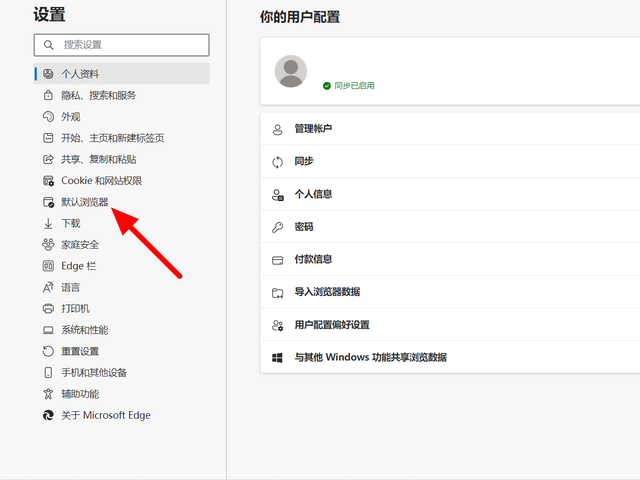 设置
搜索设置
个人资料
隐私、搜索和服务
外观
开始、主页和新建标签页
共享、复制和粘贴
Cookie 和网站权限
默认浏览器
下载
家庭安全
Edge 栏
语言
打印机
系统和性能
重置设置
手机和其他设备
辅助功能
关于 Microsoft Edge
你的用户配置
同步已启用
管理帐户
同步
个人信息
密码
付款信息
导入浏览器数据
用户配置偏好设置
与其他 Windows 功能共享浏览数据